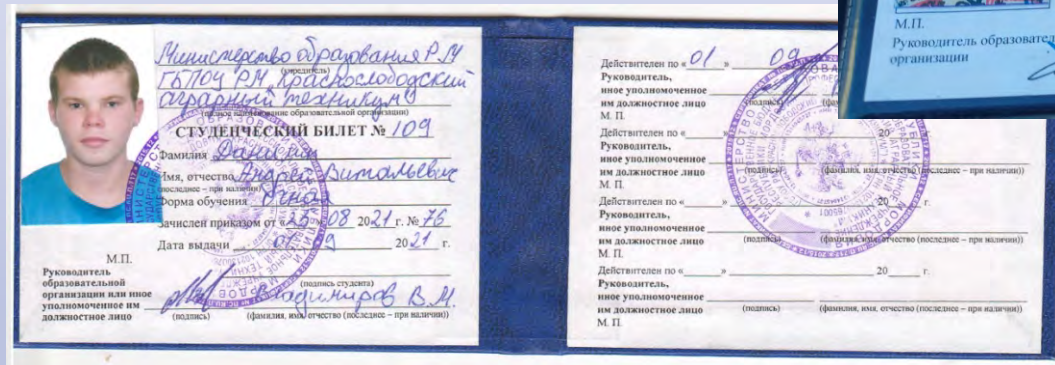 Министерство образования Р.М
(учредитель)
ГБПОУ РМ "Краснослободский
аграрный техникум"
(полное наименование образовательной организации)
СТУДЕНЧЕСКИЙ БИЛЕТ № 109
Фамилия
Имя, отчество Андрей Витальевич
(последнее – при наличии)
Форма обучения Очная
Зачислен приказом от «25» 08 2021 г. № 76
Дата выдачи 01 9 2021 г.
М.П.
(подпись студента)
Руководитель
образовательной
организации или иное
уполномоченное им
должностное лицо
Владимиров В.М.
(подпись) (фамилия, имя, отчество (последнее – при наличии))
Действителен по « 01 » 09
Руководитель,
иное уполномоченное
им должностное лицо
(подпись)
М. П.
Действителен по « » 20
Руководитель,
иное уполномоченное
им должностное лицо
(подпись) (фамилия, имя, отчество (последнее – при наличии))
М. П.
Действителен по « » 20 г.
Руководитель,
иное уполномоченное
им должностное лицо
(подпись) (фамилия, имя, отчество (последнее – при наличии))
М. П.
Действителен по « » 20 г.
Руководитель,
иное уполномоченное
им должностное лицо
(подпись) (фамилия, имя, отчество (последнее – при наличии))
М. П.
М.П.
Руководитель
организации